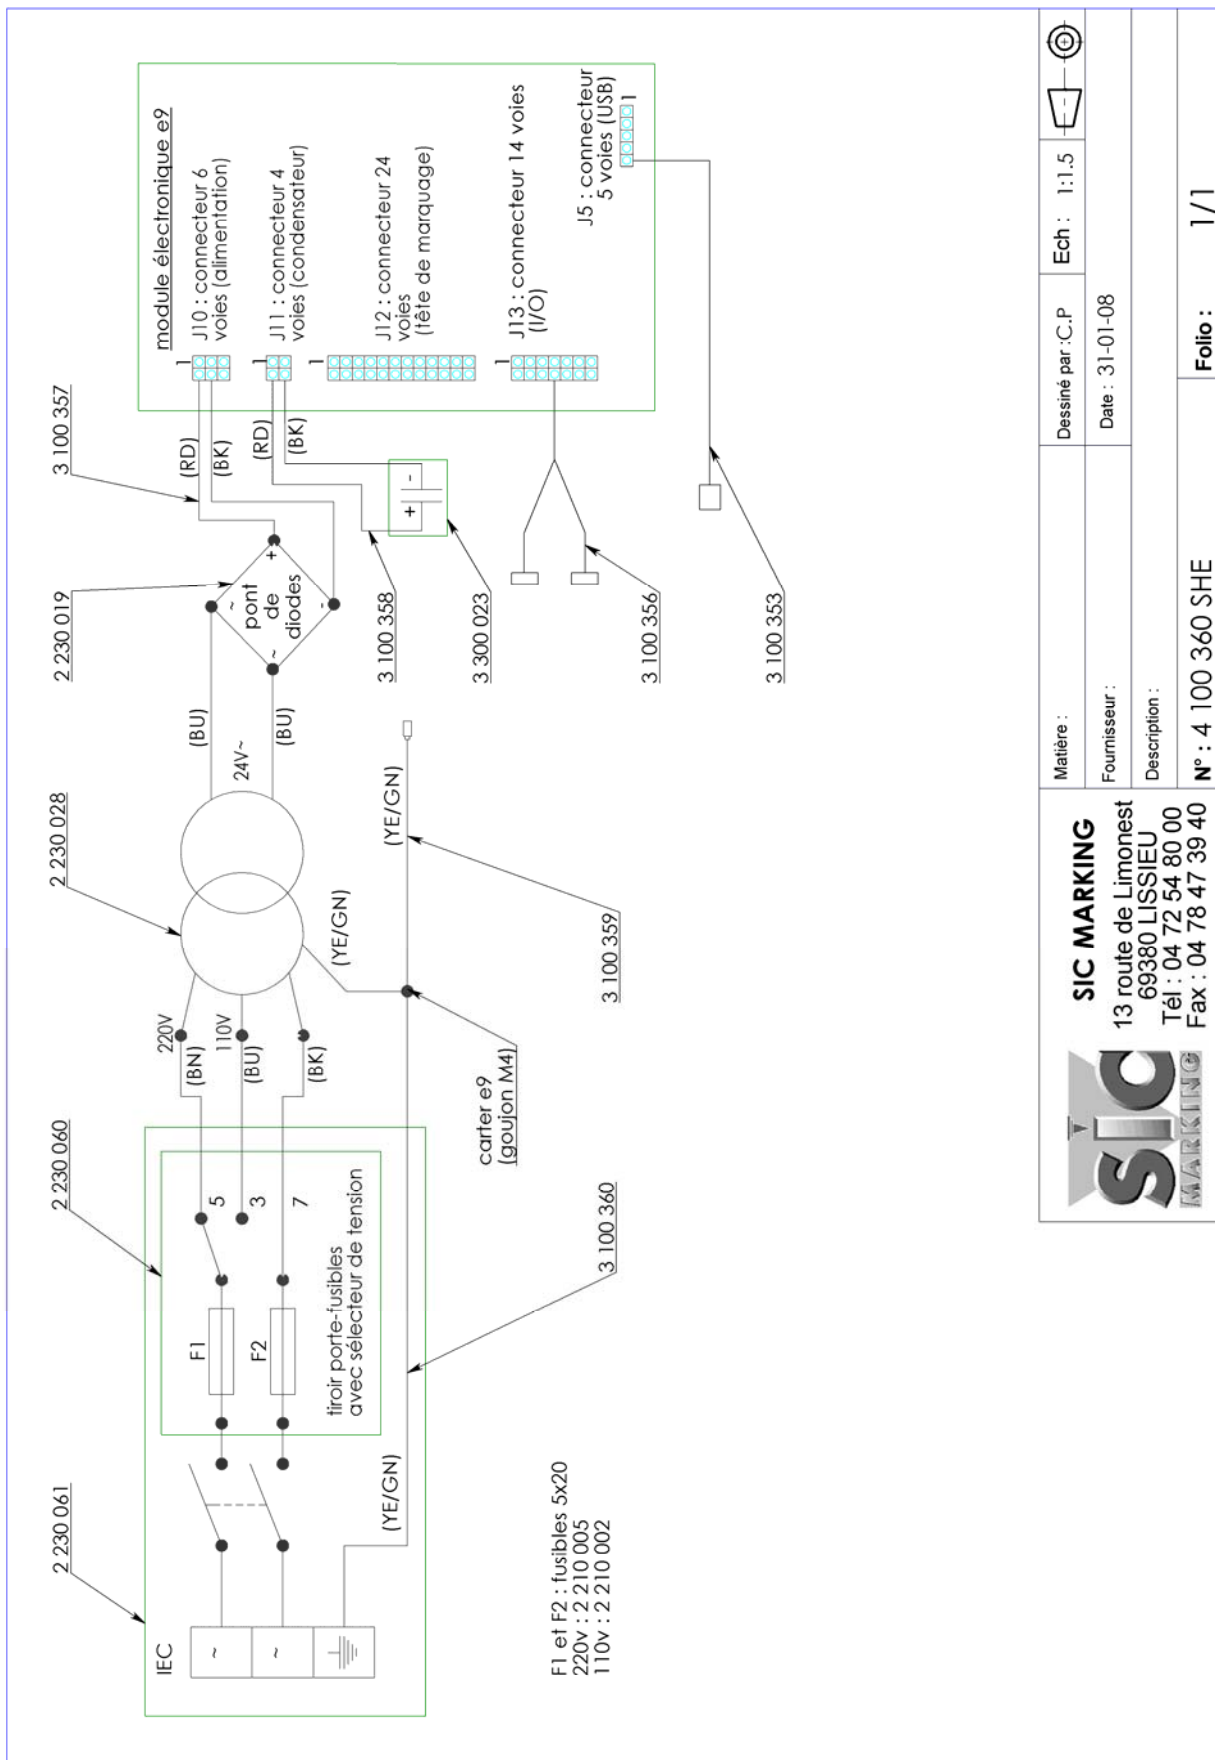 2 230 061
2 230 060
2 230 028
2 230 019
3 100 357
IEC
~
~
F1
F2
5
3
7
tiroir porte-fusibles
avec sélecteur de tension
(YE/GN)
220V
(BN)
110V
(BU)
(BK)
(YE/GN)
24V~
(BU)
(BU)
~
pont
de
diodes
~
+
-
(RD)
(BK)
(RD)
(BK)
+
-
module électronique e9
1
J10 : connecteur 6
voies (alimentation)
1
J11 : connecteur 4
voies (condensateur)
1
J12 : connecteur 24
voies
(tête de marquage)
1
J13 : connecteur 14 voies
(I/O)
J5 : connecteur
5 voies (USB)
1
(YE/GN)
carter e9
(goujon M4)
3 100 360
3 100 359
3 100 358
3 300 023
3 100 356
3 100 353
F1 et F2 : fusibles 5x20
220v : 2 210 005
110v : 2 210 002
SIC
MARKING
SIC MARKING
13 route de Limonest
69380 LISSIEU
Tél : 04 72 54 80 00
Fax : 04 78 47 39 40
Matière :
Dessiné par :C.P
Ech : 1:1.5
Fournisseur :
Date : 31-01-08
Description :
N° : 4 100 360 SHE
Folio : 1/1